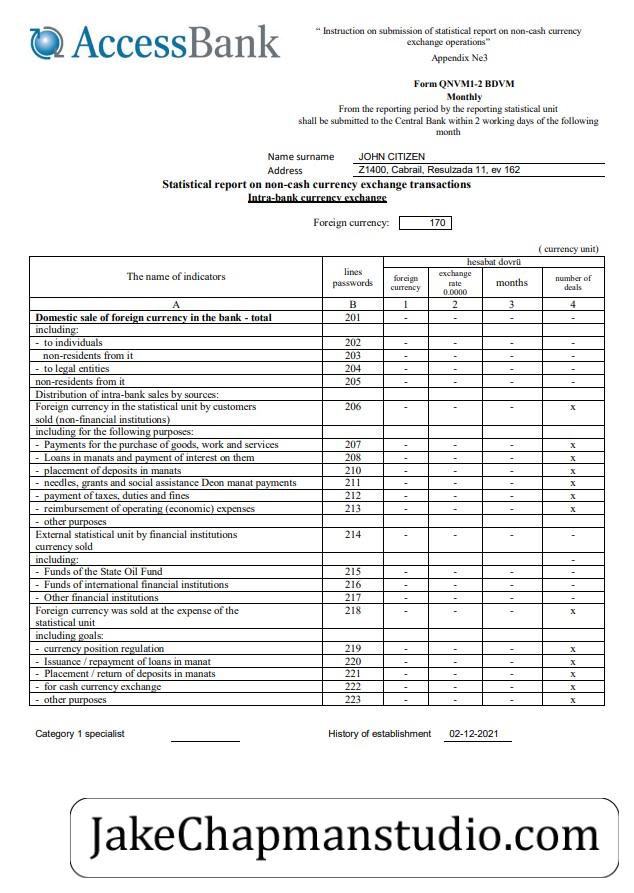 AccessBank
“ Instruction on submission of statistical report on non-cash currency
exchange operations”
Appendix №3
Form QNVM1-2 BDVM
Monthly
From the reporting period by the reporting statistical unit
shall be submitted to the Central Bank within 2 working days of the following
month
Name surname JOHN CITIZEN
Address Z1400, Cabrail, Resulzada 11, ev 162
Statistical report on non-cash currency exchange transactions
Intra-bank currency exchange
Foreign currency: 170
( currency unit)
The name of indicators
lines
passwords
hesabat dovrü
foreign
currency
exchange
rate
0.0000
months
number of
deals
A B 1 2 3 4
Domestic sale of foreign currency in the bank - total 201 - - - -
including:
- to individuals 202 - - - -
non-residents from it 203 - - - -
- to legal entities 204 - - - -
non-residents from it 205 - - - -
Distribution of intra-bank sales by sources:
Foreign currency in the statistical unit by customers 206 - - - x
sold (non-financial institutions)
including for the following purposes:
- Payments for the purchase of goods, work and services 207 - - - x
- Loans in manats and payment of interest on them 208 - - - x
- placement of deposits in manats 210 - - - x
- needles, grants and social assistance Deon manat payments 211 - - - x
- payment of taxes, duties and fines 212 - - - x
- reimbursement of operating (economic) expenses 213 - - - x
- other purposes
External statistical unit by financial institutions 214 - - - -
currency sold
including: -
- Funds of the State Oil Fund 215 - - - -
- Funds of international financial institutions 216 - - - -
- Other financial institutions 217 - - - -
Foreign currency was sold at the expense of the 218 - - - x
statistical unit
including goals:
- currency position regulation 219 - - - x
- Issuance / repayment of loans in manat 220 - - - x
- Placement / return of deposits in manats 221 - - - x
- for cash currency exchange 222 - - - x
- other purposes 223 - - - x
Category 1 specialist History of establishment 02-12-2021
JakeChapmanstudio.com